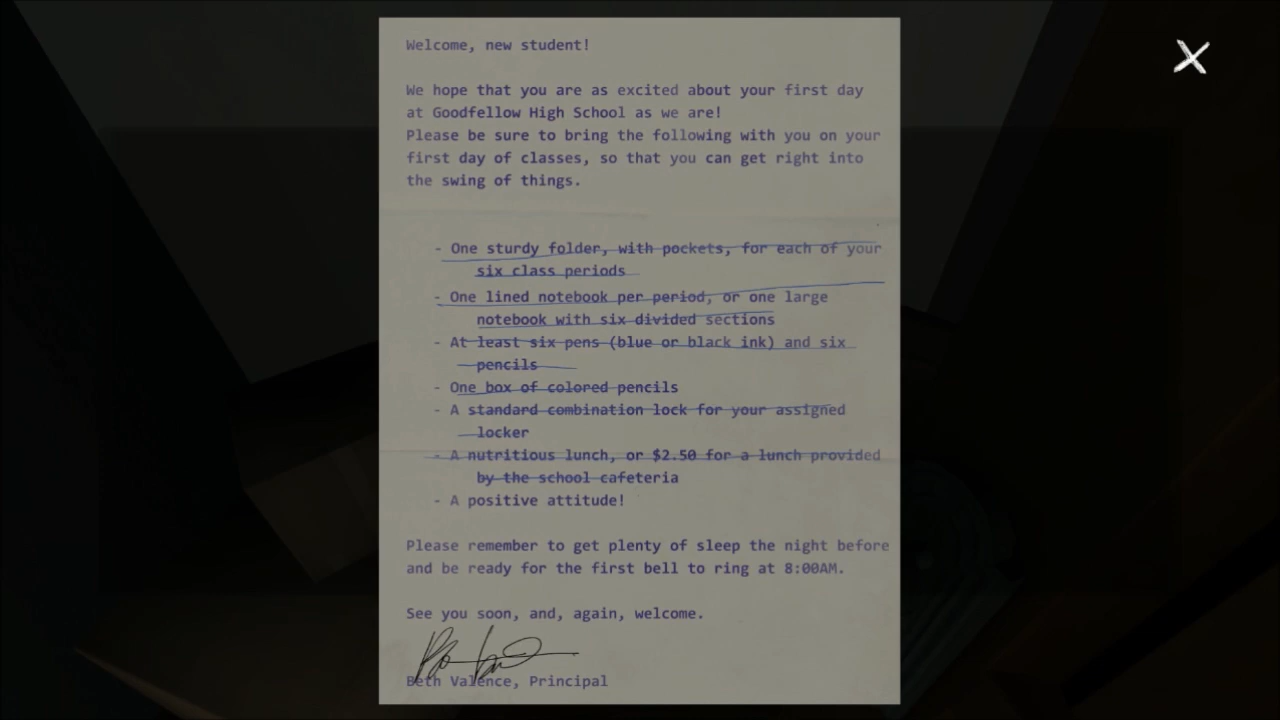 Welcome, new student!
We hope that you are as excited about your first day
at Goodfellow High School as we are!
Please be sure to bring the following with you on your
first day of classes, so that you can get right into
the swing of things.
- One sturdy folder, with pockets, for each of your
six class periods
- One lined notebook per period, or one large
notebook with six divided sections
- At least six pens (blue or black ink) and six
pencils
- One box of colored pencils
- A standard combination lock for your assigned
locker
- A nutritious lunch, or $2.50 for a lunch provided
by the school cafeteria
- A positive attitude!
Please remember to get plenty of sleep the night before
and be ready for the first bell to ring at 8:00AM.
See you soon, and, again, welcome.
Beth Valence, Principal